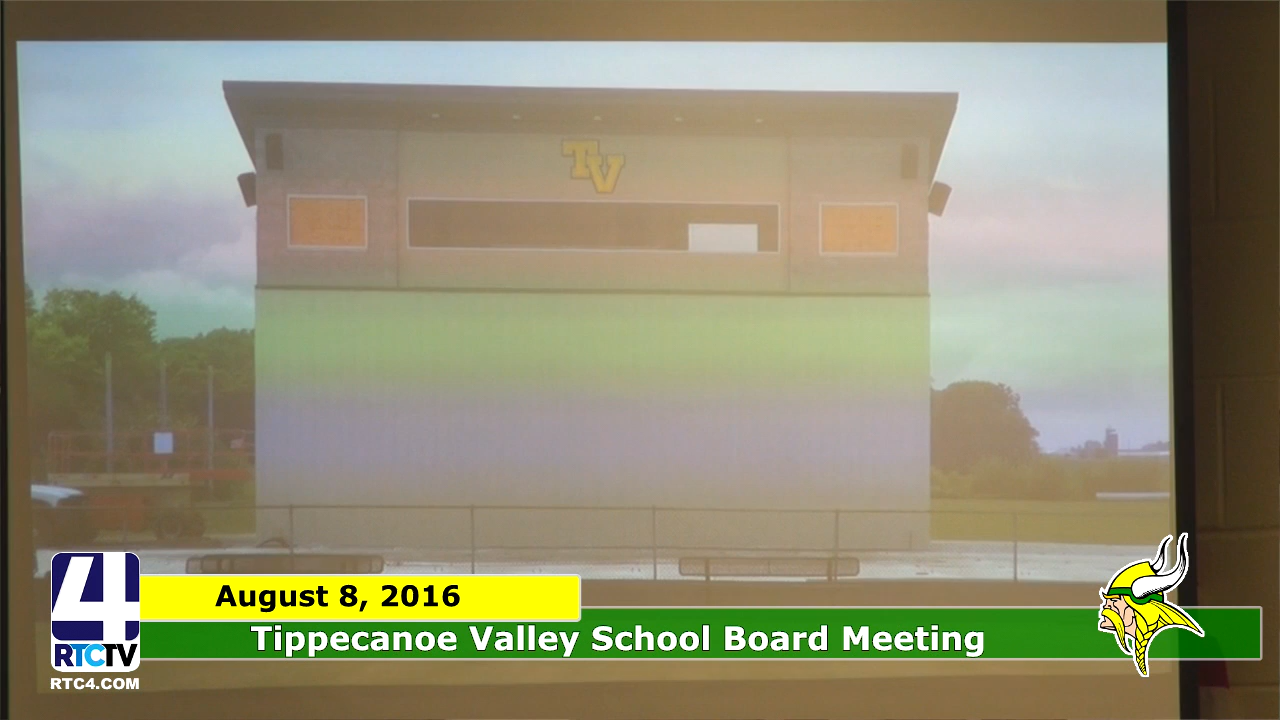 TV
August 8, 2016
Tippecanoe Valley School Board Meeting
4
RTCTV
RTC4.COM